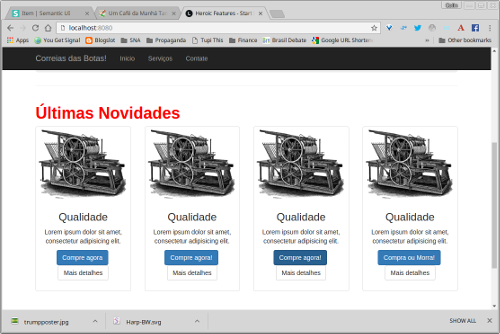 Gallo
Item | Semantic UI
Um Café da Manhã Tu
Heroic Features - Start
localhost:8080
Apps
You Get Signal
Blogslot
SNA
Propaganda
Tupi This
Finance
Brasil Debate
Google URL Shorten
»
Other bookmarks
Correias das Botas! Início Serviços Contate
Últimas Novidades
Qualidade Qualidade Qualidade Qualidade
Lorem ipsum dolor sit amet, Lorem ipsum dolor sit amet, Lorem ipsum dolor sit amet, Lorem ipsum dolor sit amet,
consectetur adipisicing elit. consectetur adipisicing elit. consectetur adipisicing elit. consectetur adipisicing elit.
Compre agora Compre agora! Compre agora! Compra ou Morra!
Mais detalhes Mais detalhes Mais detalhes Mais detalhes
trumpposter.jpg Harp-BW.svg SHOW ALL